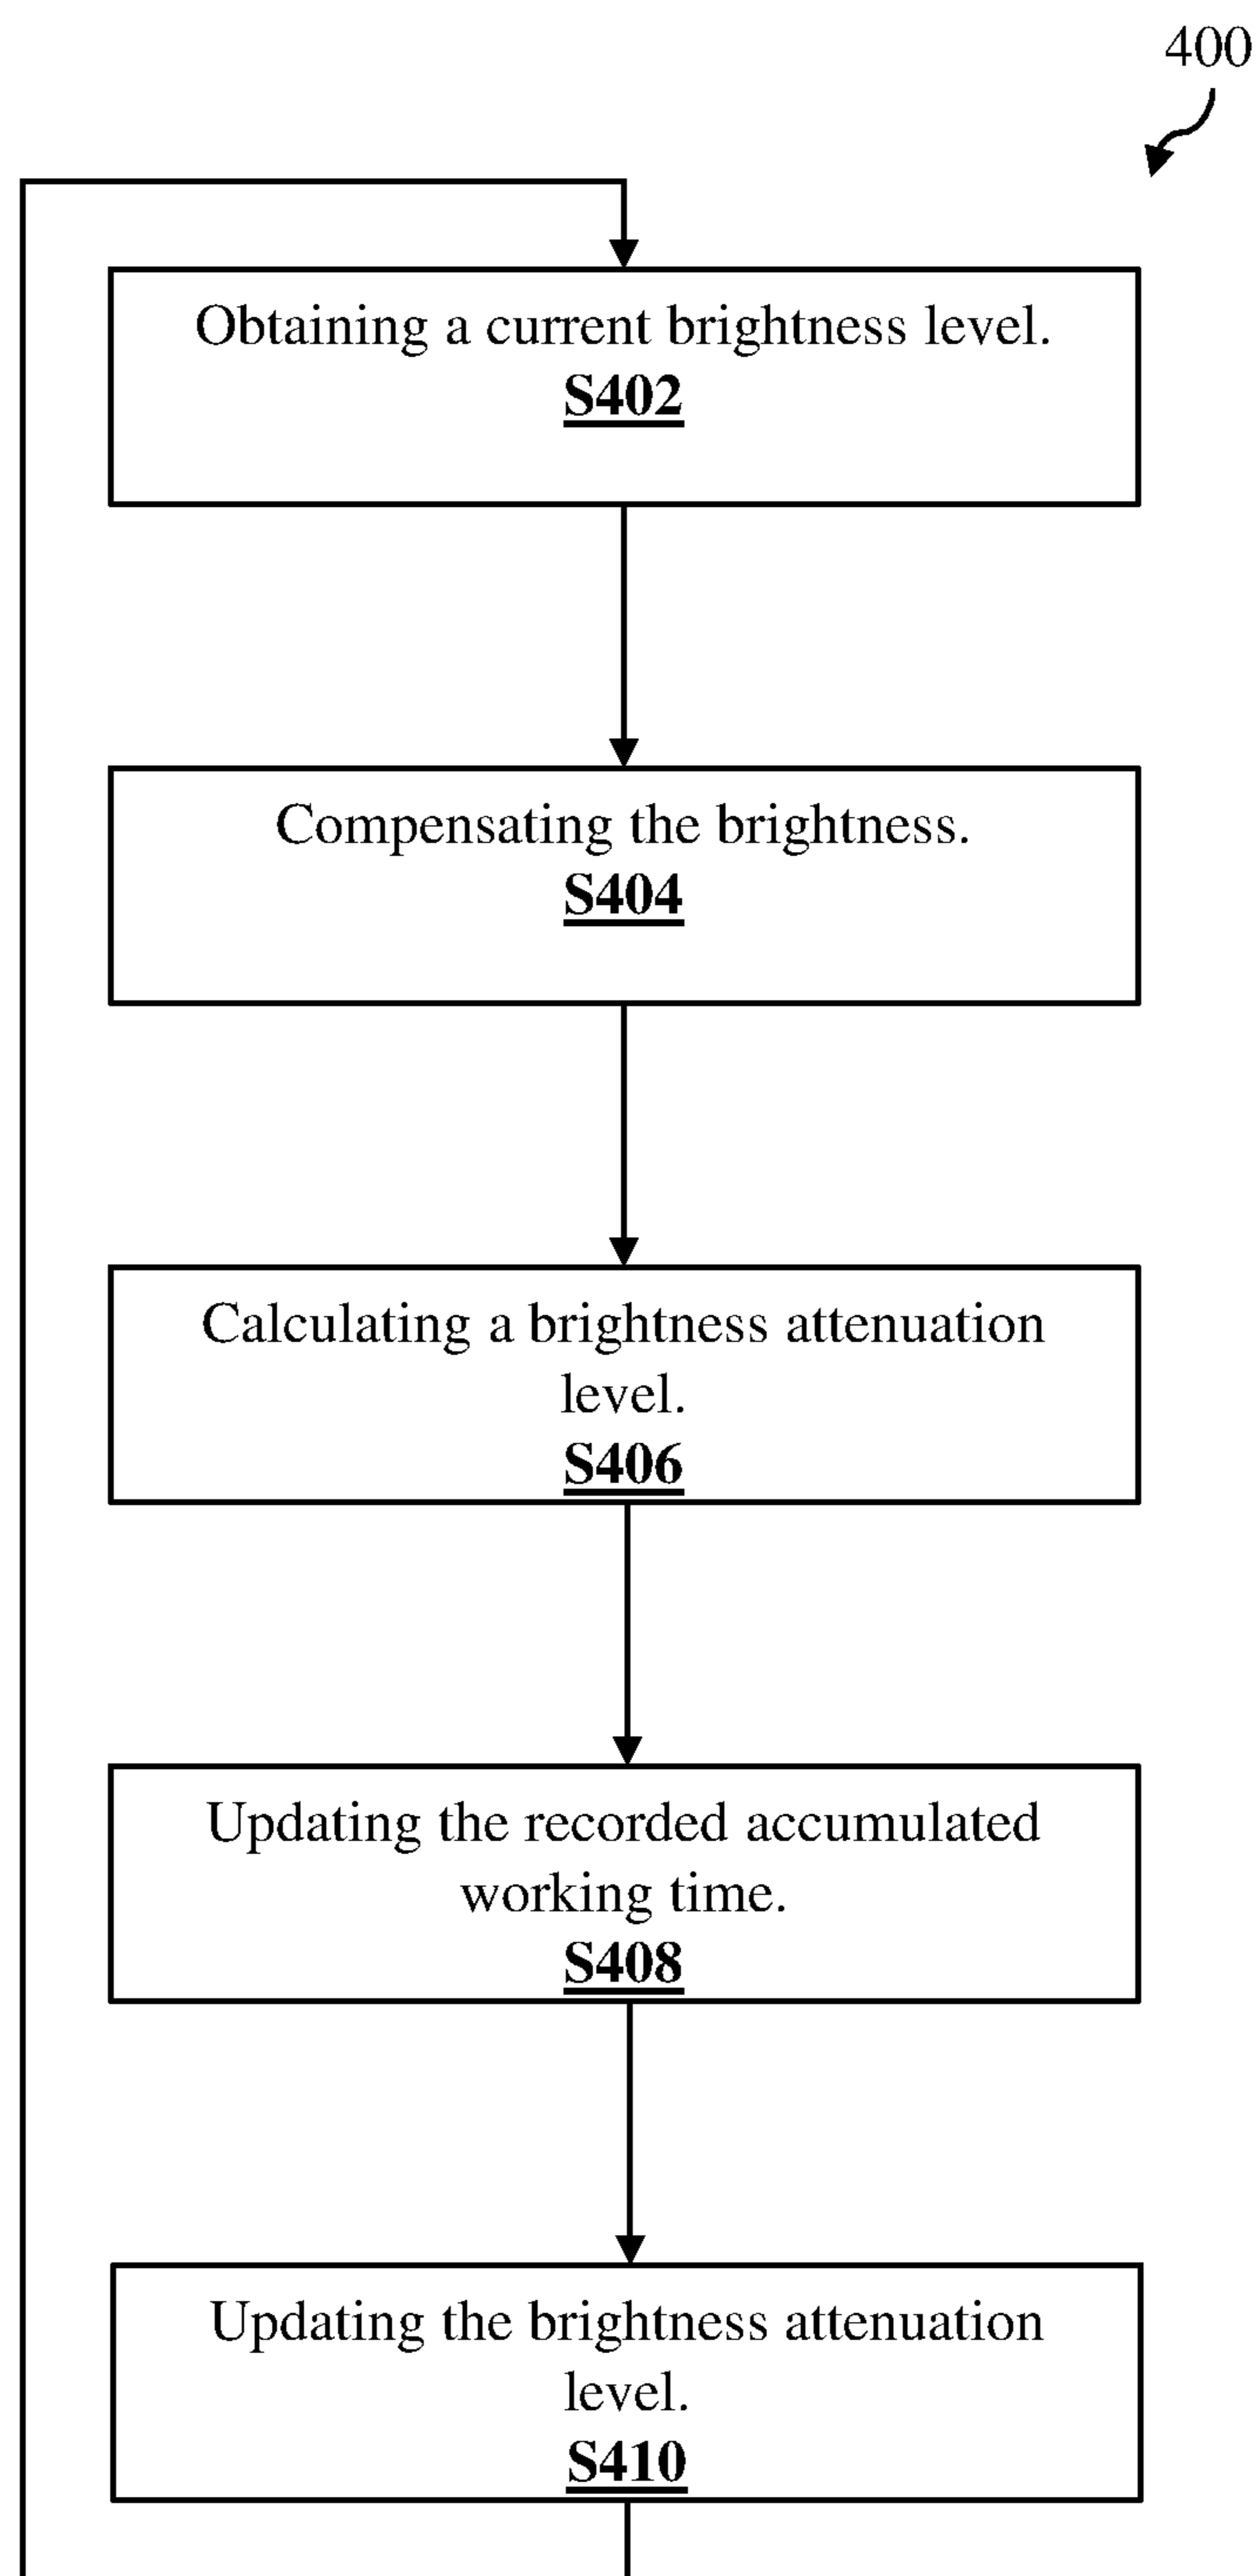 400
Obtaining a current brightness level.
S402
Compensating the brightness.
S404
Calculating a brightness attenuation
level.
S406
Updating the recorded accumulated
working time.
S408
Updating the brightness attenuation
level.
S410